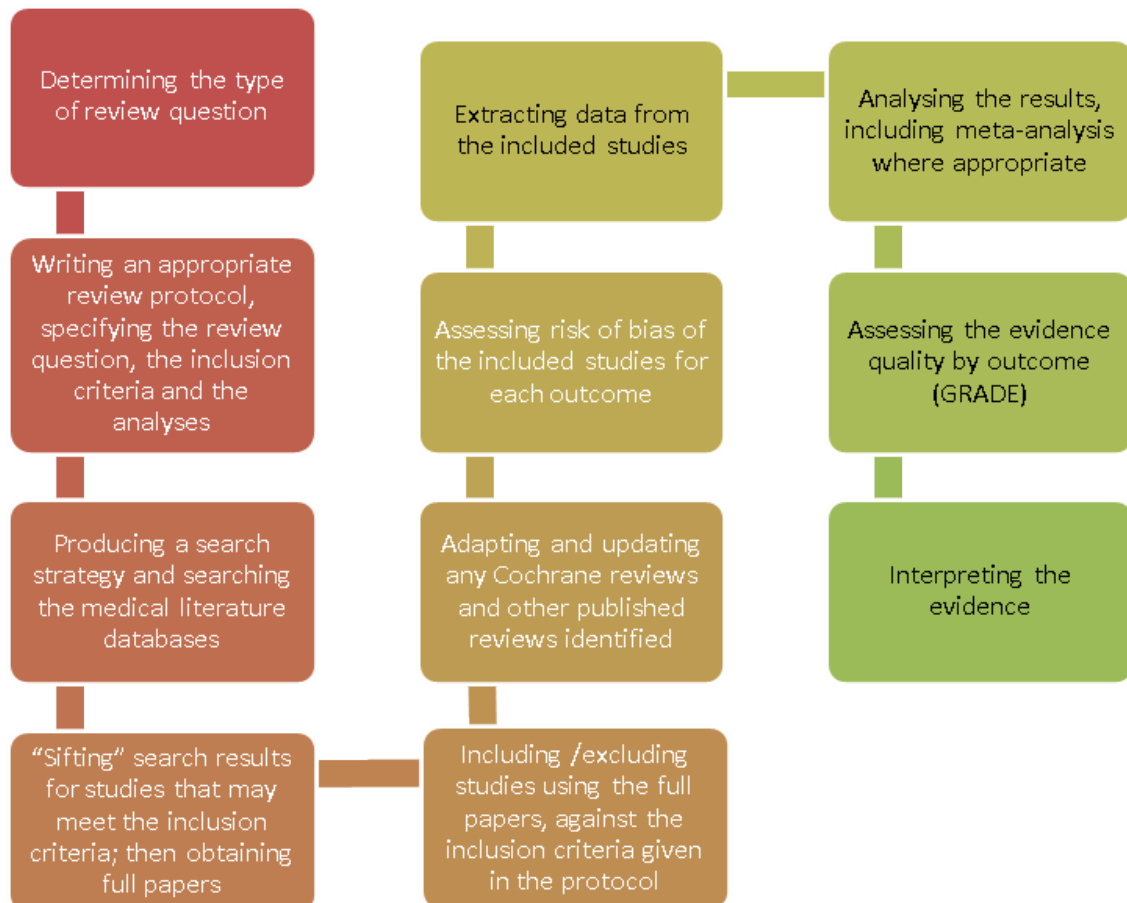 Determining the type
of review question
Writing an appropriate
review protocol,
specifying the review
question, the inclusion
criteria and the
analyses
Producing a search
strategy and searching
the medical literature
databases
“Sifting” search results
for studies that may
meet the inclusion
criteria; then obtaining
full papers
Including /excluding
studies using the full
papers, against the
inclusion criteria given
in the protocol
Adapting and updating
any Cochrane reviews
and other published
reviews identified
Assessing risk of bias of
the included studies for
each outcome
Extracting data from
the included studies
Analysing the results,
including meta-analysis
where appropriate
Assessing the evidence
quality by outcome
(GRADE)
Interpreting the
evidence